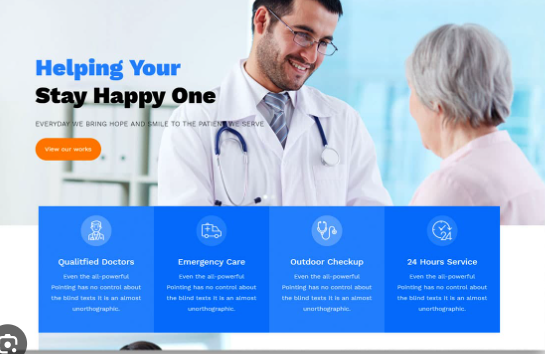 Helping Your
Stay Happy One
EVERYDAY WE BRING HOPE AND SMILE TO THE PATIENT WE SERVE
View our works
Qualitfied Doctors
Even the all-powerful
Pointing has no control about
the blind texts it is an almost
unorthographic.
Emergency Care
Even the all-powerful
Pointing has no control about
the blind texts it is an almost
unorthographic.
Outdoor Checkup
Even the all-powerful
Pointing has no control about
the blind texts it is an almost
unorthographic.
24
24 Hours Service
Even the all-powerful
Pointing has no control about
the blind texts it is an almost
unorthographic.